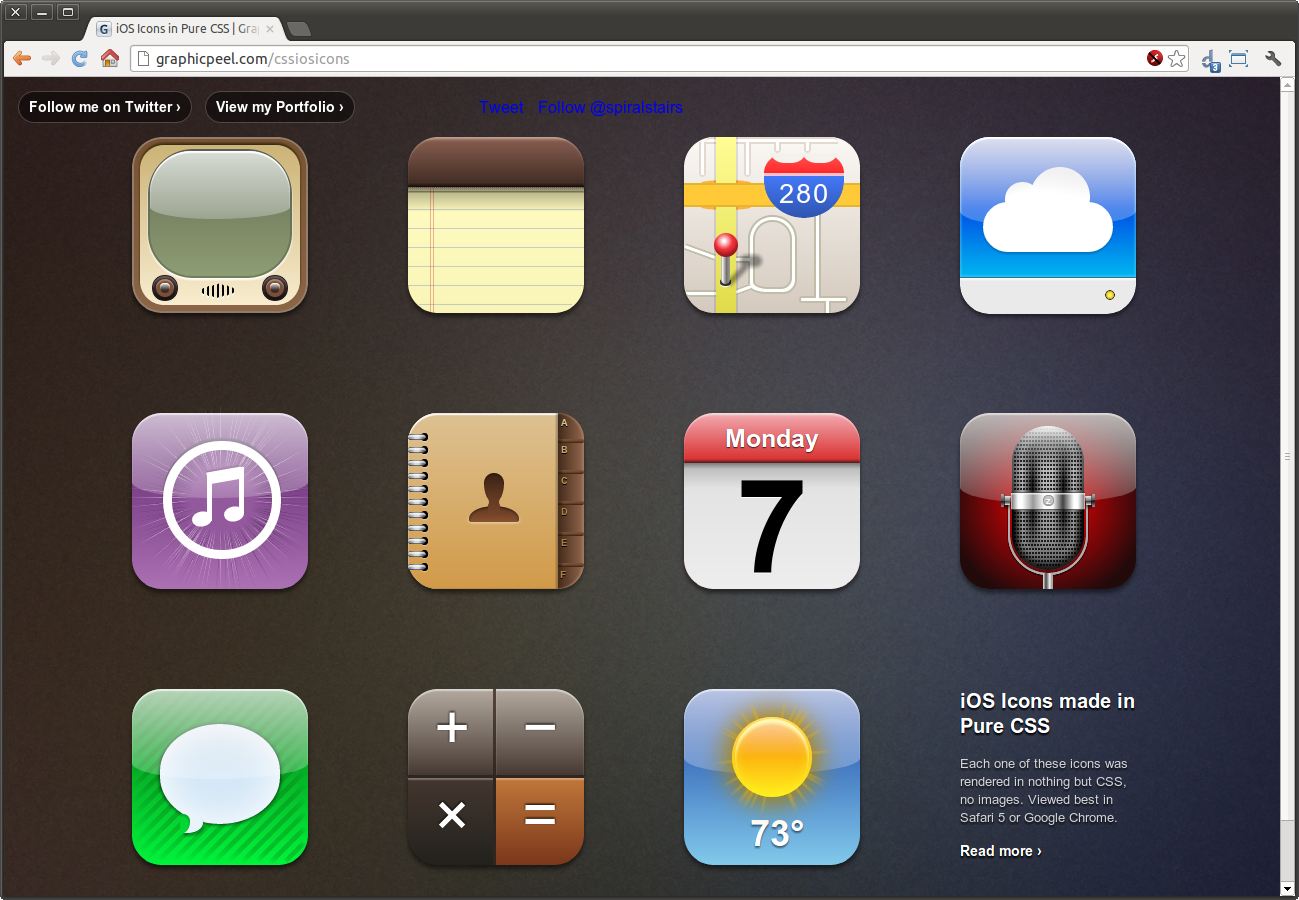 G iOS Icons in Pure CSS | Gra
graphicpeel.com/cssiosicons
3
Follow me on Twitter ›
View my Portfolio ›
Tweet
Follow @spiralstairs
280
A
B
C
D
E
F
Monday
7
+
−
×
=
73°
iOS Icons made in
Pure CSS
Each one of these icons was
rendered in nothing but CSS,
no images. Viewed best in
Safari 5 or Google Chrome.
Read more ›